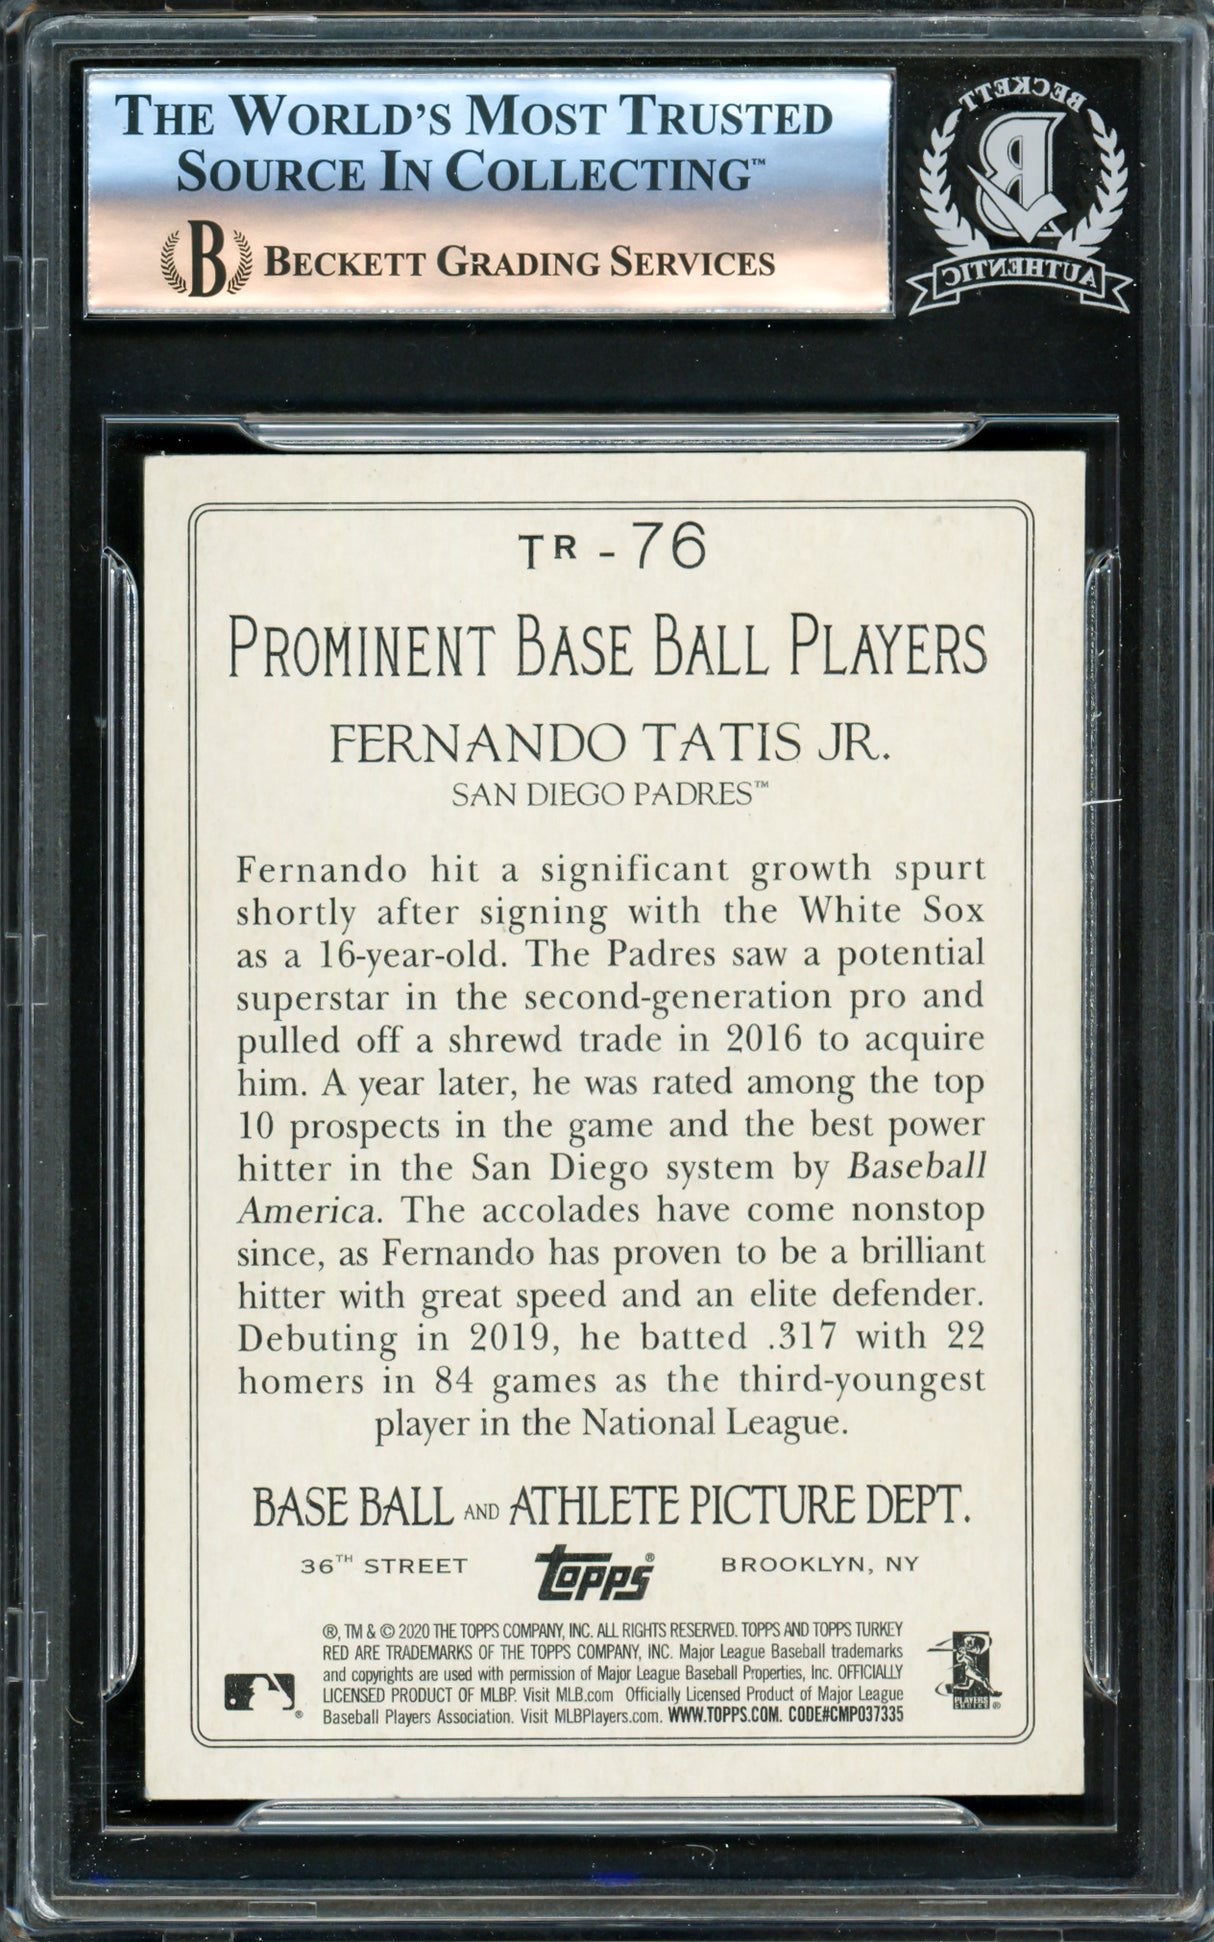 THE WORLD'S MOST TRUSTED
SOURCE IN COLLECTING™
B BECKETT GRADING SERVICES
BECKETT
B
AUTHENTIC
TR - 76
PROMINENT BASE BALL PLAYERS
FERNANDO TATIS JR.
SAN DIEGO PADRES™
Fernando hit a significant growth spurt
shortly after signing with the White Sox
as a 16-year-old. The Padres saw a potential
superstar in the second-generation pro and
pulled off a shrewd trade in 2016 to acquire
him. A year later, he was rated among the top
10 prospects in the game and the best power
hitter in the San Diego system by Baseball
America. The accolades have come nonstop
since, as Fernando has proven to be a brilliant
hitter with great speed and an elite defender.
Debuting in 2019, he batted .317 with 22
homers in 84 games as the third-youngest
player in the National League.
BASE BALL AND ATHLETE PICTURE DEPT.
36TH STREET Topps® BROOKLYN, NY
®, TM & © 2020 THE TOPPS COMPANY, INC. ALL RIGHTS RESERVED. TOPPS AND TOPPS TURKEY
RED ARE TRADEMARKS OF THE TOPPS COMPANY, INC. Major League Baseball trademarks
and copyrights are used with permission of Major League Baseball Properties, Inc. OFFICIALLY
LICENSED PRODUCT OF MLBP. Visit MLB.com Officially Licensed Product of Major League
Baseball Players Association. Visit MLBPlayers.com. WWW.TOPPS.COM. CODE#CMP037335
PLAYERS
CHOICE ®